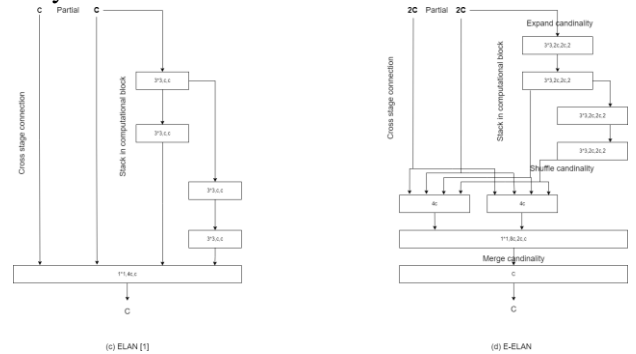 C Partial C
Cross stage connection
Stack in computational block
3*3,c,c
3*3,c,c
3*3,c,c
3*3,c,c
1*1,4c,c
C
(c) ELAN [1]
2C Partial 2C
Expand candinality
3*3,2c,2c,2
Cross stage connection
Stack in computational block
3*3,2c,2c,2
3*3,2c,2c,2
3*3,2c,2c,2
Shuffle candinality
4c 4c
1*1,8c,2c,c
Merge candinality
c
C
(d) E-ELAN